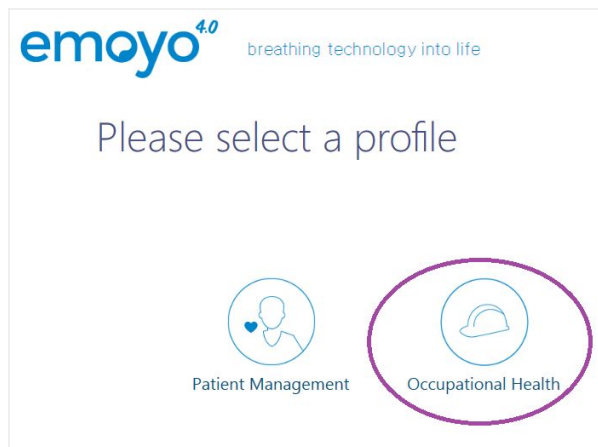 emoyo 4.0
breathing technology into life
Please select a profile
Patient Management
Occupational Health